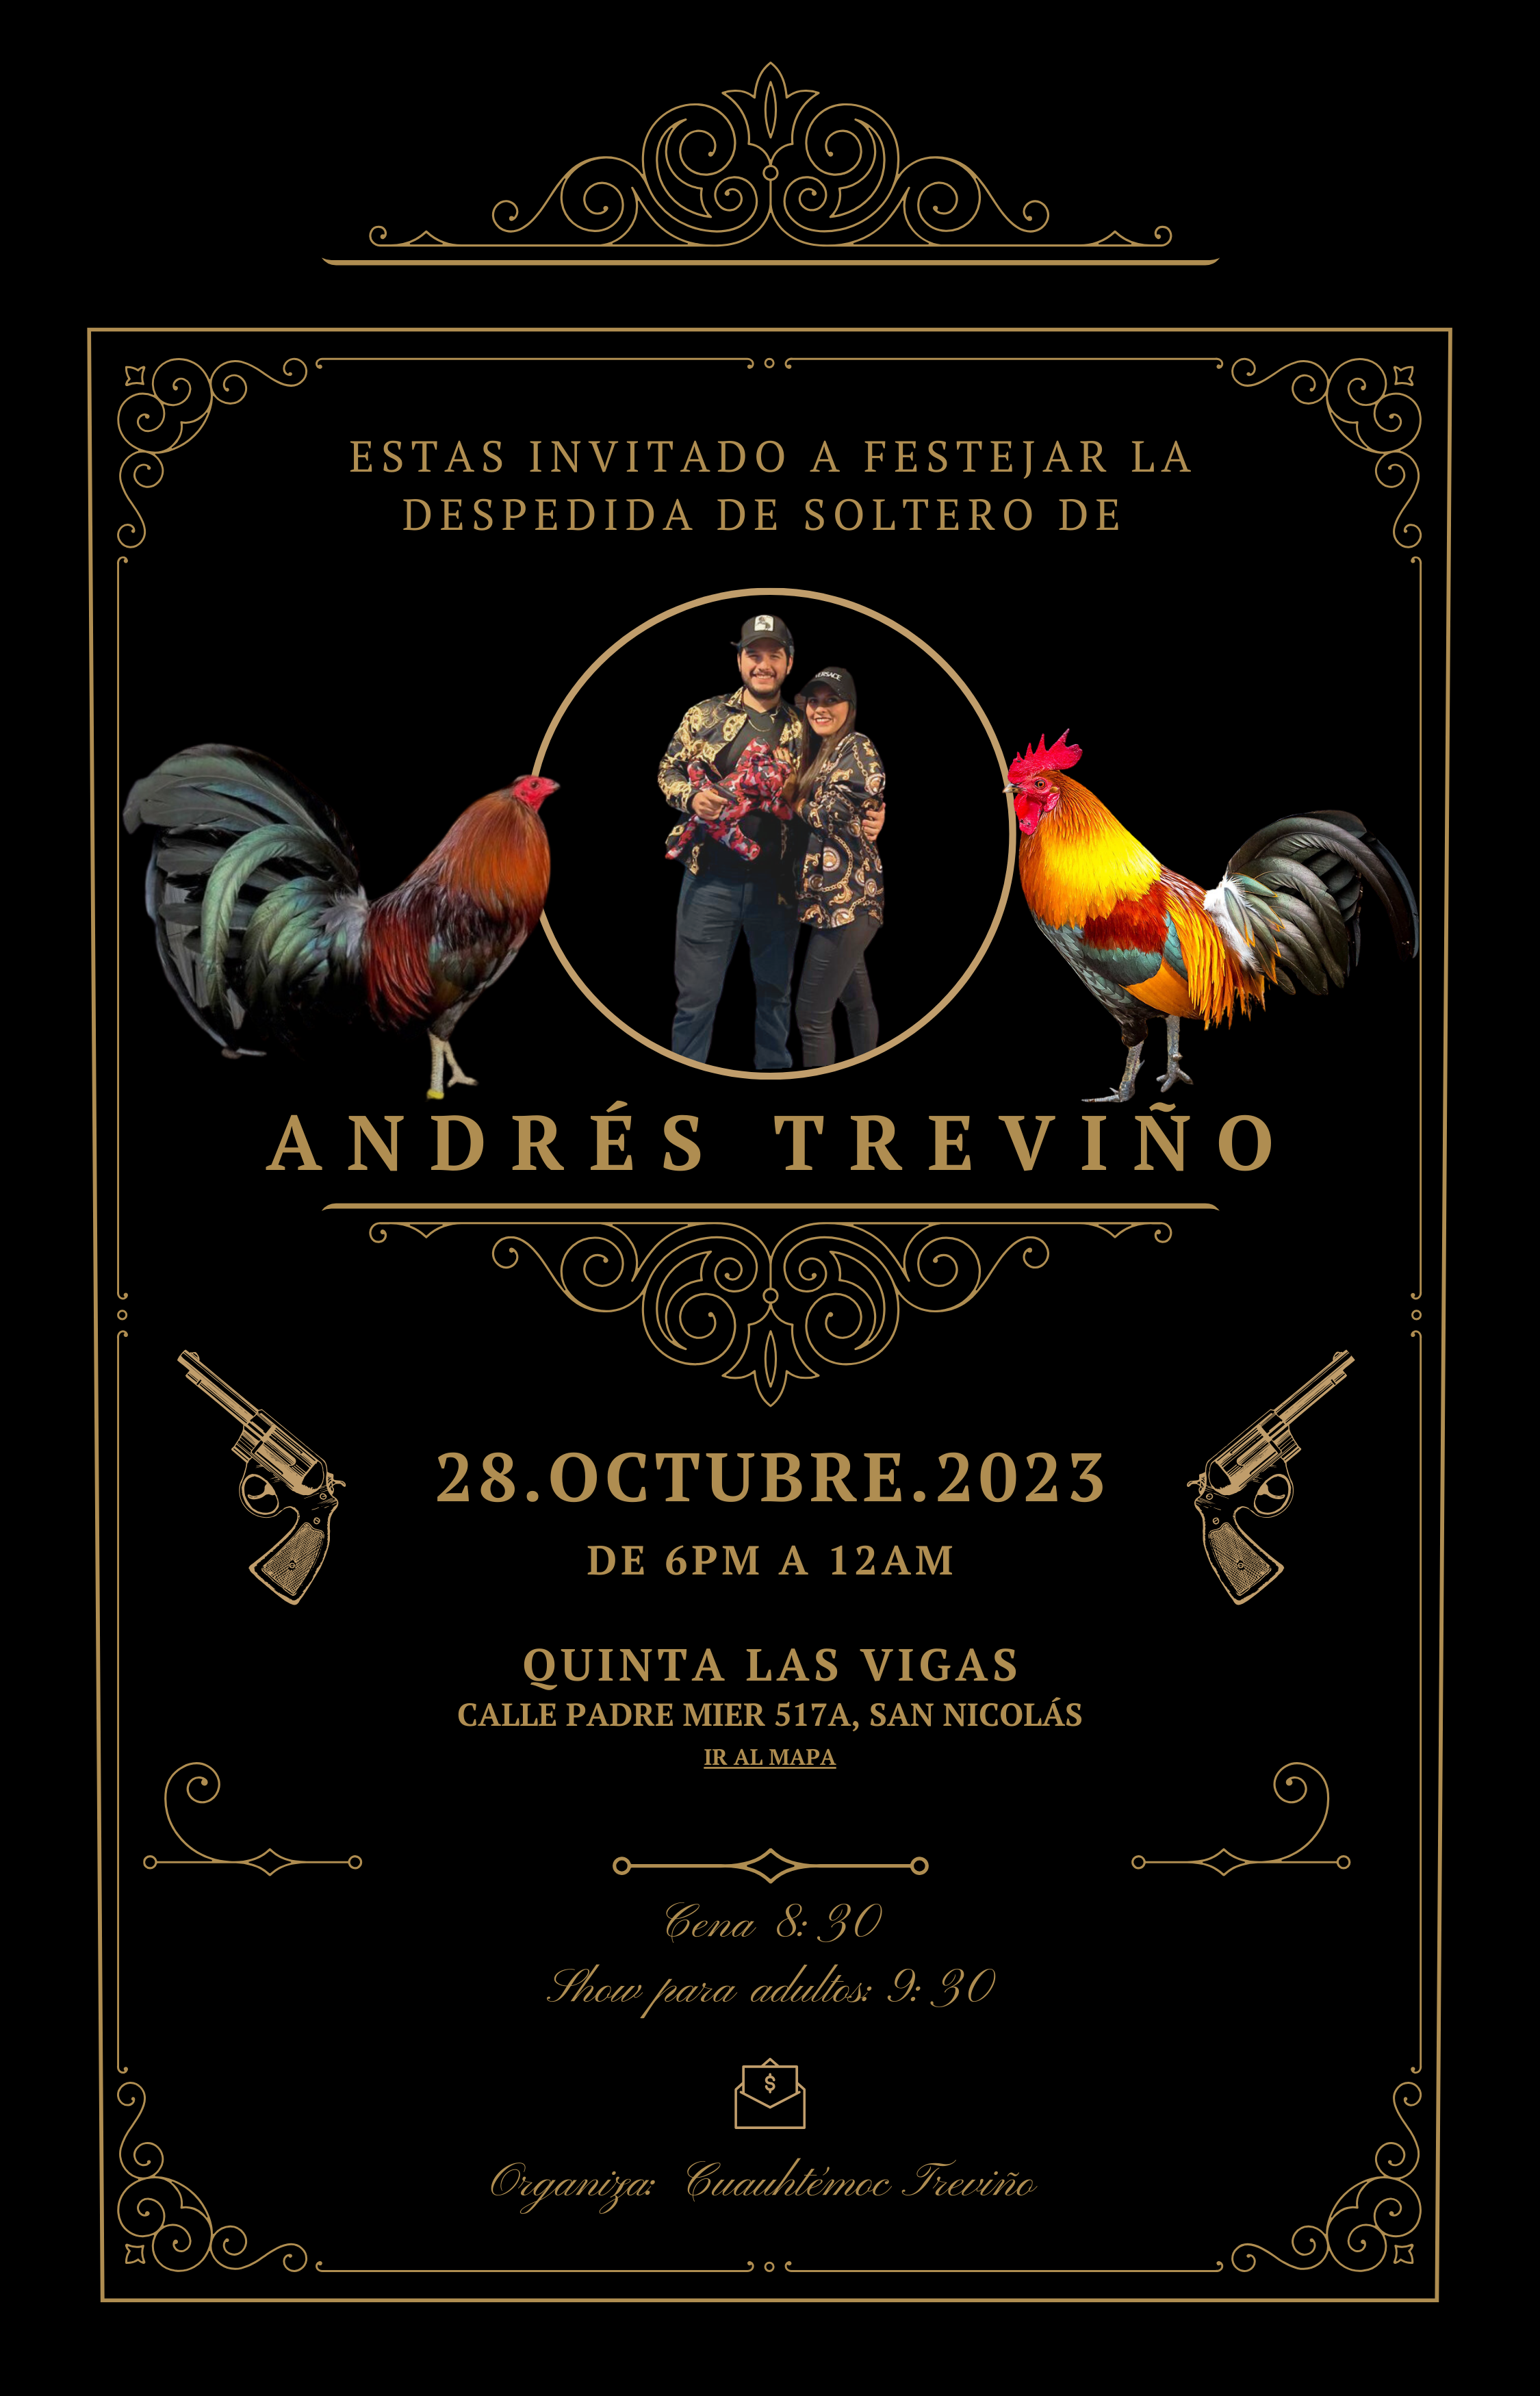 ESTAS INVITADO A FESTEJAR LA
DESPEDIDA DE SOLTERO DE
VERSACE
ANDRÉS TREVIÑO
28.OCTUBRE.2023
DE 6PM A 12AM
QUINTA LAS VIGAS
CALLE PADRE MIER 517A, SAN NICOLÁS
IR AL MAPA
Cena 8:30
Show para adultos: 9:30
$
Organiza: Cuauhtémoc Treviño